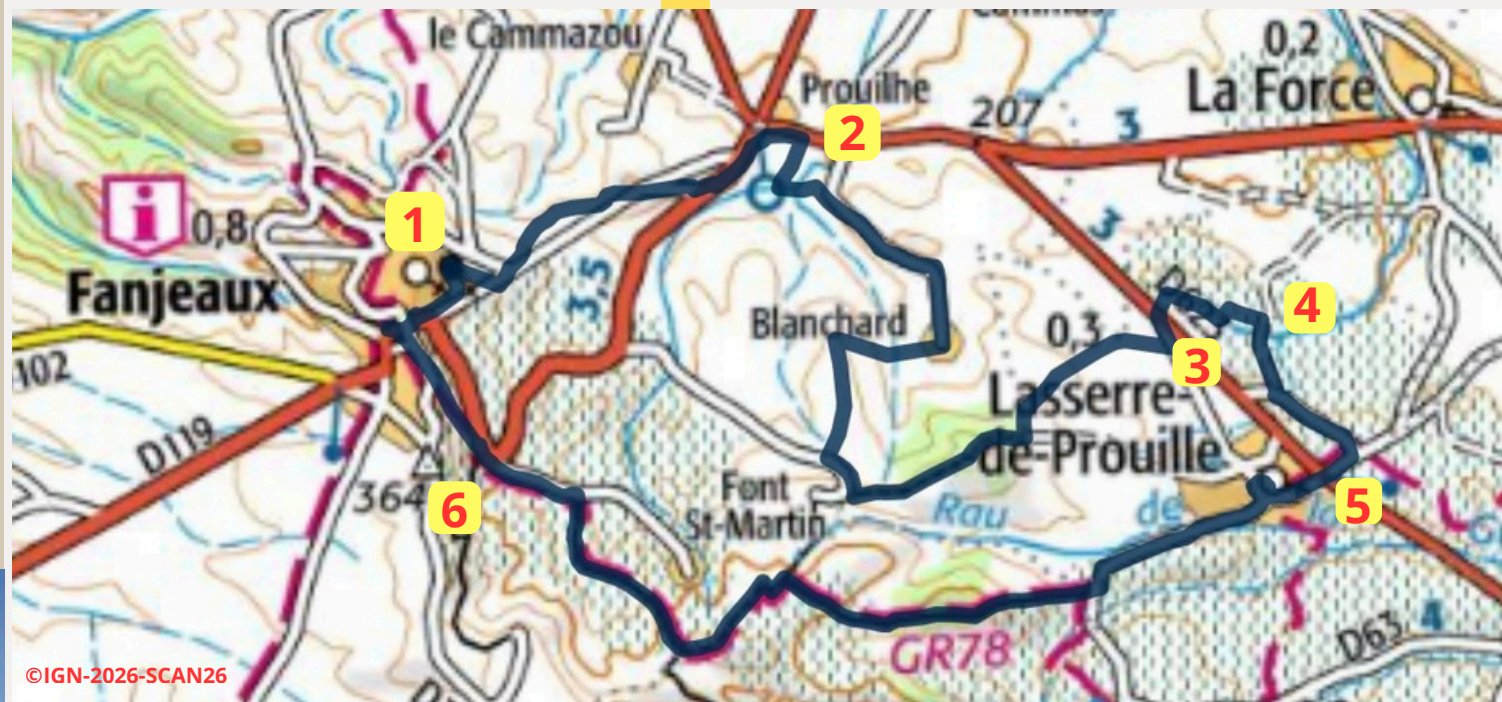 le Cammazou
0,2
Prouilhe
La Force
207
3
2
1
i
0,8
3
Fanjeaux
3,5
4
Blanchard
0,3
3
102
Lasserre-
de-Prouille
D119
364
6
Font
St-Martin
Rau
de
la
5
GR78
4
D63
©IGN-2026-SCAN26